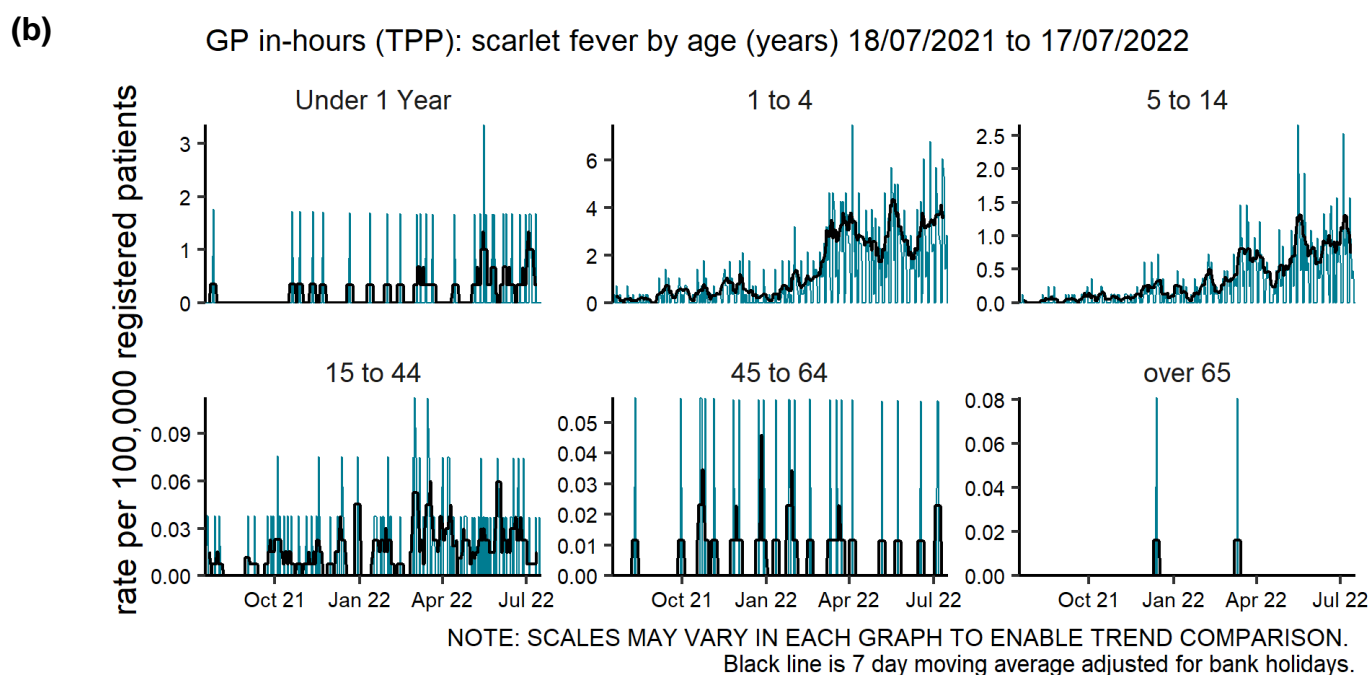 (b)
GP in-hours (TPP): scarlet fever by age (years) 18/07/2021 to 17/07/2022
rate per 100,000 registered patients
Under 1 Year
3
2
1
0
1 to 4
6
4
2
0
5 to 14
2.5
2.0
1.5
1.0
0.5
0.0
15 to 44
0.09
0.06
0.03
0.00
Oct 21 Jan 22 Apr 22 Jul 22
45 to 64
0.05
0.04
0.03
0.02
0.01
0.00
Oct 21 Jan 22 Apr 22 Jul 22
over 65
0.08
0.06
0.04
0.02
0.00
Oct 21 Jan 22 Apr 22 Jul 22
NOTE: SCALES MAY VARY IN EACH GRAPH TO ENABLE TREND COMPARISON.
Black line is 7 day moving average adjusted for bank holidays.